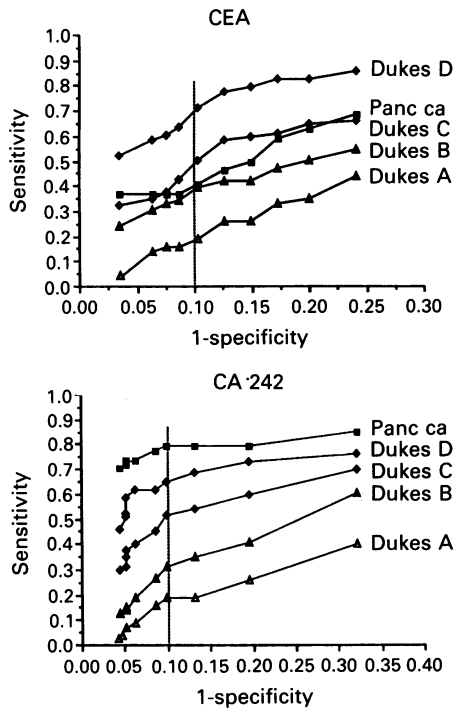 CEA
1.0
0.9
0.8
0.7
0.6
0.5
0.4
0.3
0.2
0.1
0.0
Sensitivity
Dukes D
Panc ca
Dukes C
Dukes B
Dukes A
0.00 0.05 0.10 0.15 0.20 0.25 0.30
1-specificity
CA 242
1.0
0.9
0.8
0.7
0.6
0.5
0.4
0.3
0.2
0.1
0.0
Sensitivity
Panc ca
Dukes D
Dukes C
Dukes B
Dukes A
0.00 0.05 0.10 0.15 0.20 0.25 0.30 0.35 0.40
1-specificity